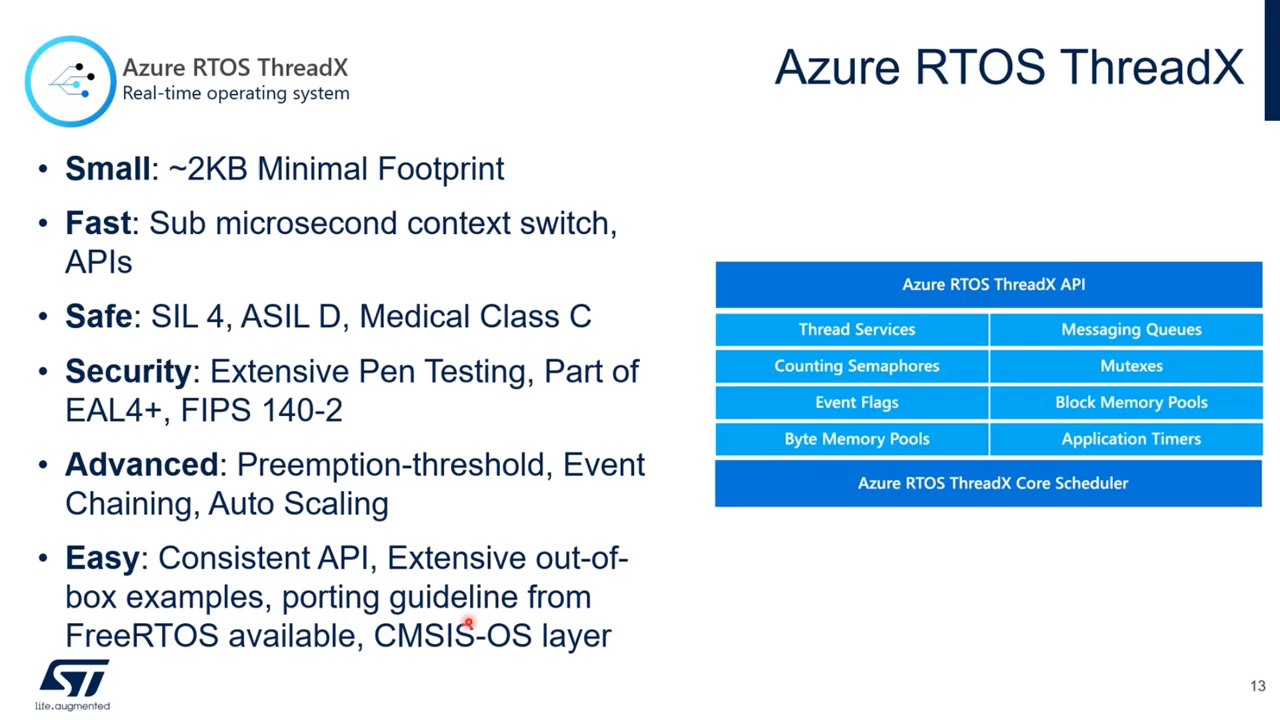 Azure RTOS ThreadX
Real-time operating system
Azure RTOS ThreadX
• Small: ~2KB Minimal Footprint
• Fast: Sub microsecond context switch,
APIs
• Safe: SIL 4, ASIL D, Medical Class C
• Security: Extensive Pen Testing, Part of
EAL4+, FIPS 140-2
• Advanced: Preemption-threshold, Event
Chaining, Auto Scaling
• Easy: Consistent API, Extensive out-of-
box examples, porting guideline from
FreeRTOS available, CMSIS-OS layer
Azure RTOS ThreadX API
Thread Services
Messaging Queues
Counting Semaphores
Mutexes
Event Flags
Block Memory Pools
Byte Memory Pools
Application Timers
Azure RTOS ThreadX Core Scheduler
ST
life.augmented
13